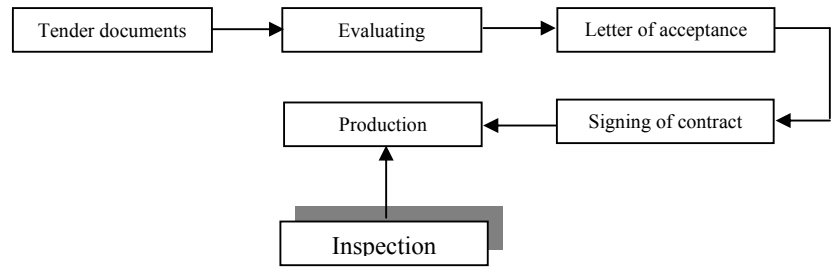 Tender documents
Evaluating
Letter of acceptance
Production
Signing of contract
Inspection